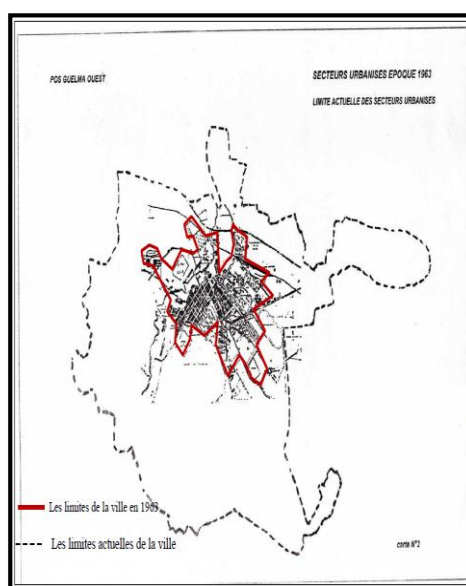 POS GUELMA OUEST
SECTEURS URBANISES EPOQUE 1963
LIMITE ACTUELLE DES SECTEURS URBANISES
Les limites de la ville en 1963
Les limites actuelles de la ville
carte N°2